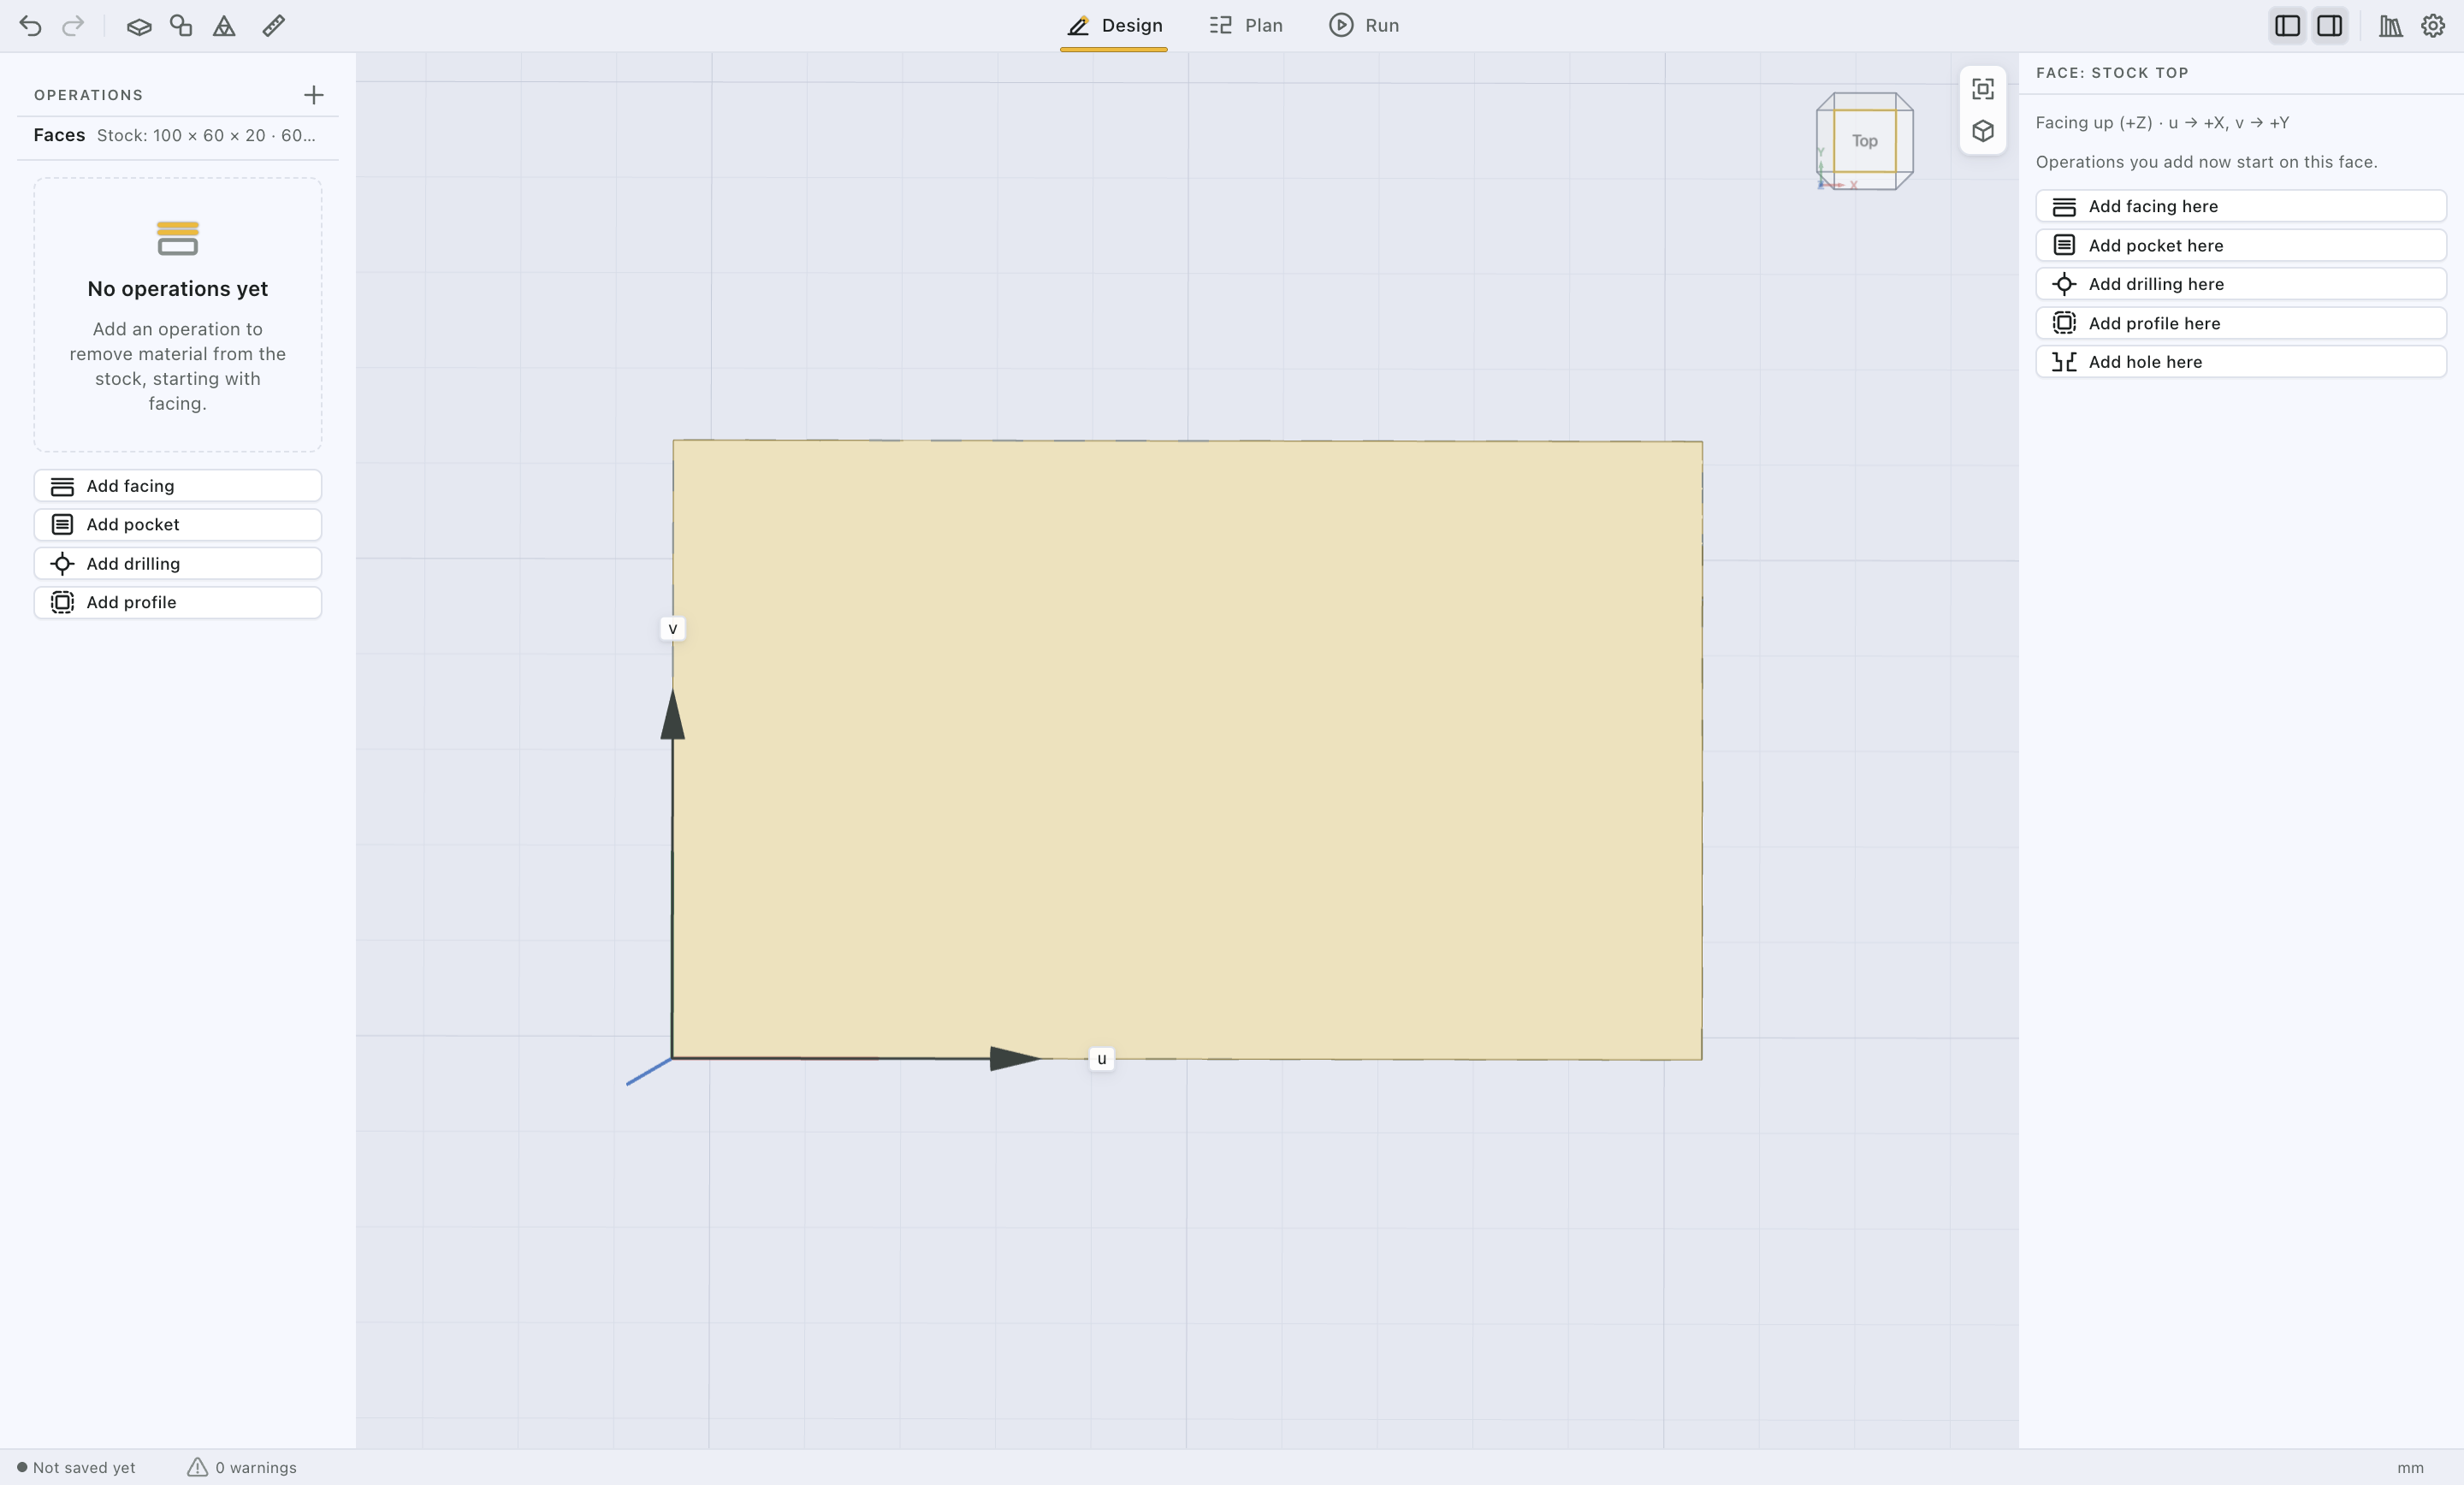 Design
Plan
Run
OPERATIONS
Faces Stock: 100 × 60 × 20 · 60...
No operations yet
Add an operation to
remove material from the
stock, starting with
facing.
Add facing
Add pocket
Add drilling
Add profile
v
u
Top
Y
X
Z
FACE: STOCK TOP
Facing up (+Z) · u → +X, v → +Y
Operations you add now start on this face.
Add facing here
Add pocket here
Add drilling here
Add profile here
Add hole here
Not saved yet
0 warnings
mm